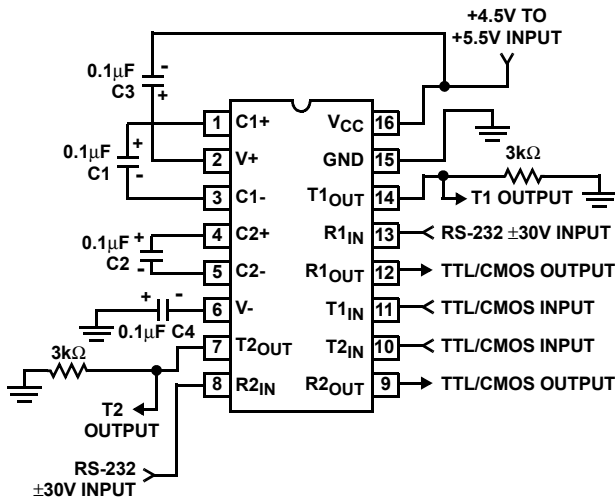 +4.5V TO
+5.5V INPUT
0.1µF
C3
-
+
1 C1+ VCC 16
+
0.1µF
C1
-
2 V+ GND 15
3kΩ
3 C1- T1OUT 14
T1 OUTPUT
4 C2+ R1IN 13 RS-232 ±30V INPUT
+
0.1µF
C2
-
5 C2- R1OUT 12 TTL/CMOS OUTPUT
+ -
6 V- T1IN 11 TTL/CMOS INPUT
0.1µF C4
7 T2OUT T2IN 10 TTL/CMOS INPUT
3kΩ
8 R2IN R2OUT 9 TTL/CMOS OUTPUT
T2
OUTPUT
RS-232
±30V INPUT